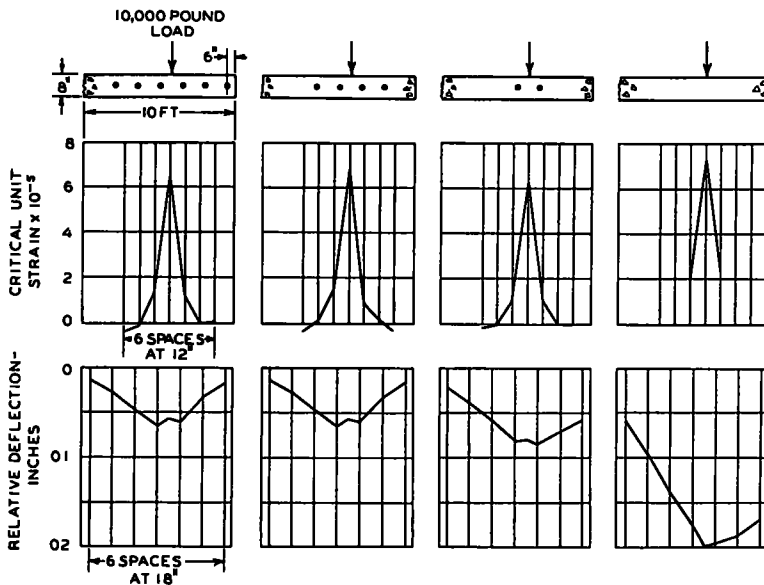 10,000 POUND
LOAD
6"
8"
10 FT
8
6
4
2
0
CRITICAL UNIT
STRAIN x 10⁻⁵
6 SPACES
AT 12"
0
01
02
RELATIVE DEFLECTION-
INCHES
6 SPACES
AT 18"